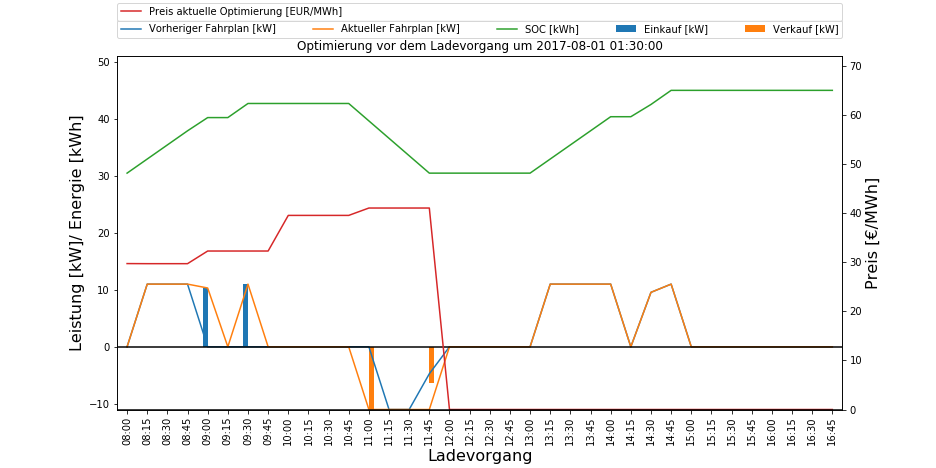 Preis aktuelle Optimierung [EUR/MWh]
Vorheriger Fahrplan [kW] Aktueller Fahrplan [kW] SOC [kWh] Einkauf [kW] Verkauf [kW]
Optimierung vor dem Ladevorgang um 2017-08-01 01:30:00
Leistung [kW]/ Energie [kWh]
50
40
30
20
10
0
−10
70
60
50
40
30
20
10
0
Preis [€/MWh]
08:00 08:15 08:30 08:45 09:00 09:15 09:30 09:45 10:00 10:15 10:30 10:45 11:00 11:15 11:30 11:45 12:00 12:15 12:30 12:45 13:00 13:15 13:30 13:45 14:00 14:15 14:30 14:45 15:00 15:15 15:30 15:45 16:00 16:15 16:30 16:45
Ladevorgang